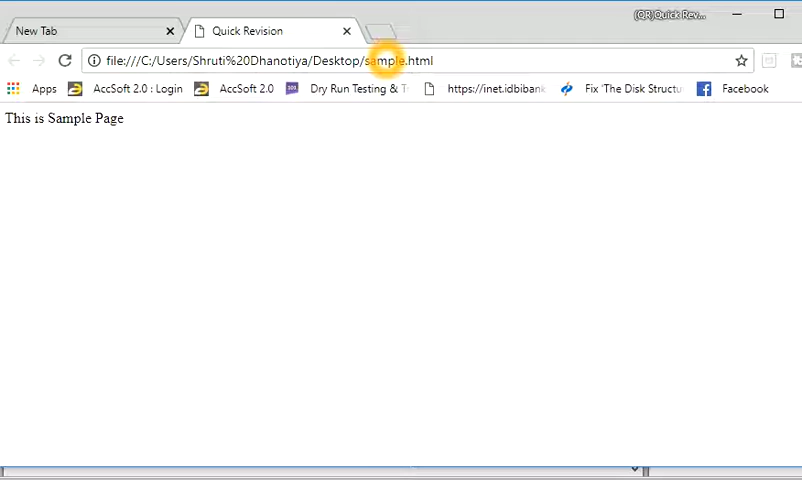 (QR)Quick Rev...
New Tab
Quick Revision
file:///C:/Users/Shruti%20Dhanotiya/Desktop/sample.html
Apps AccSoft 2.0 : Login AccSoft 2.0 Dry Run Testing & https://inet.idbibank Fix 'The Disk Structu Facebook
This is Sample Page